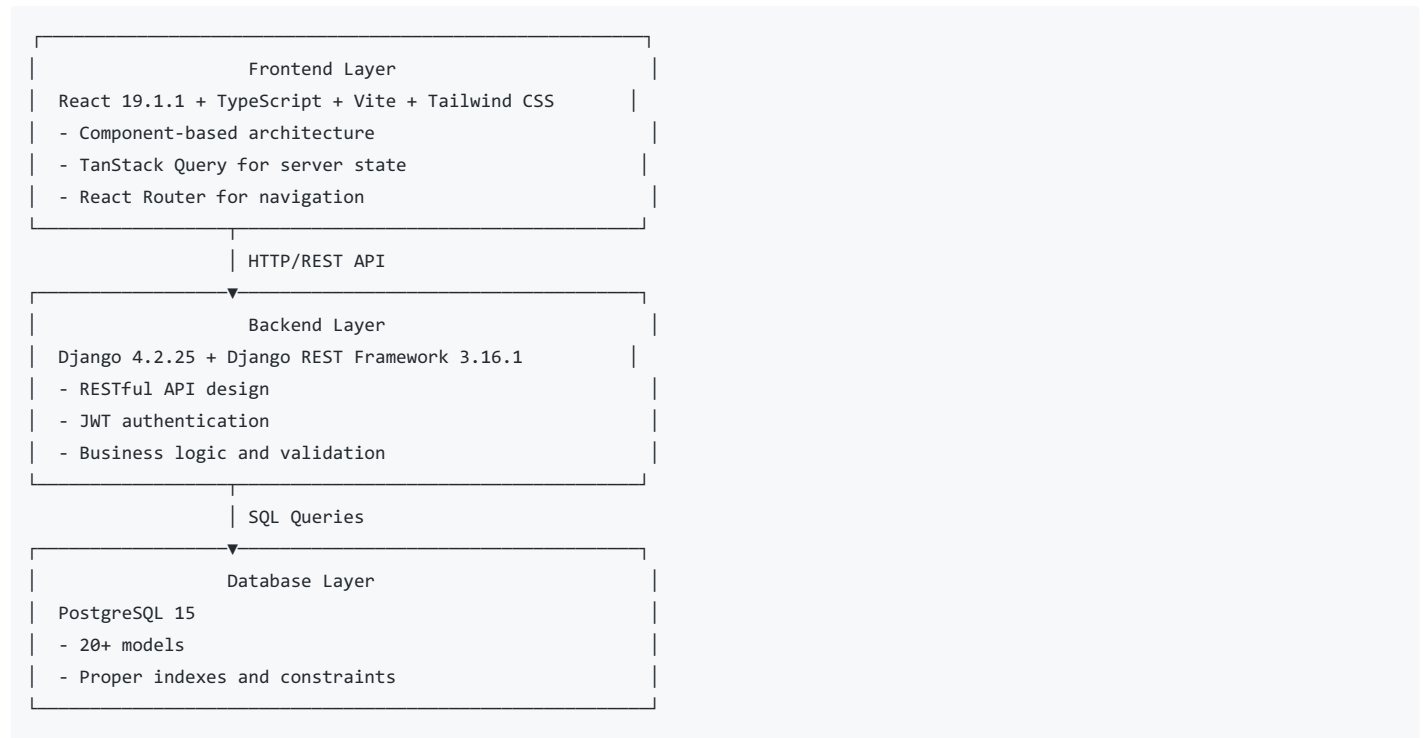 Frontend Layer
React 19.1.1 + TypeScript + Vite + Tailwind CSS
- Component-based architecture
- TanStack Query for server state
- React Router for navigation
HTTP/REST API
Backend Layer
Django 4.2.25 + Django REST Framework 3.16.1
- RESTful API design
- JWT authentication
- Business logic and validation
SQL Queries
Database Layer
PostgreSQL 15
- 20+ models
- Proper indexes and constraints